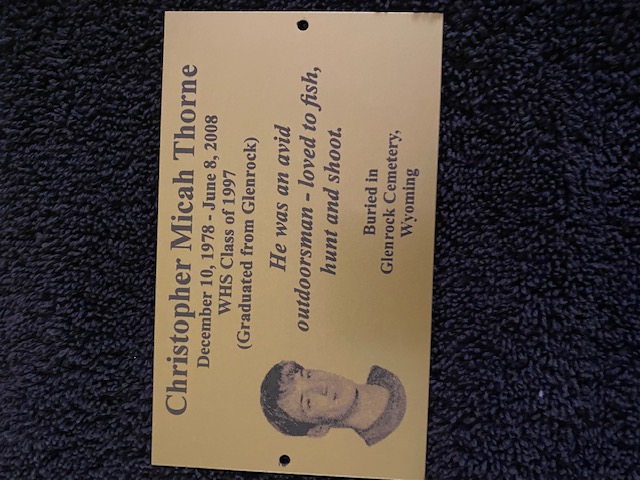 Christopher Micah Thorne
December 10, 1978 - June 8, 2008
WHS Class of 1997
(Graduated from Glenrock)
He was an avid
outdoorsman - loved to fish,
hunt and shoot.
Buried in
Glenrock Cemetery,
Wyoming